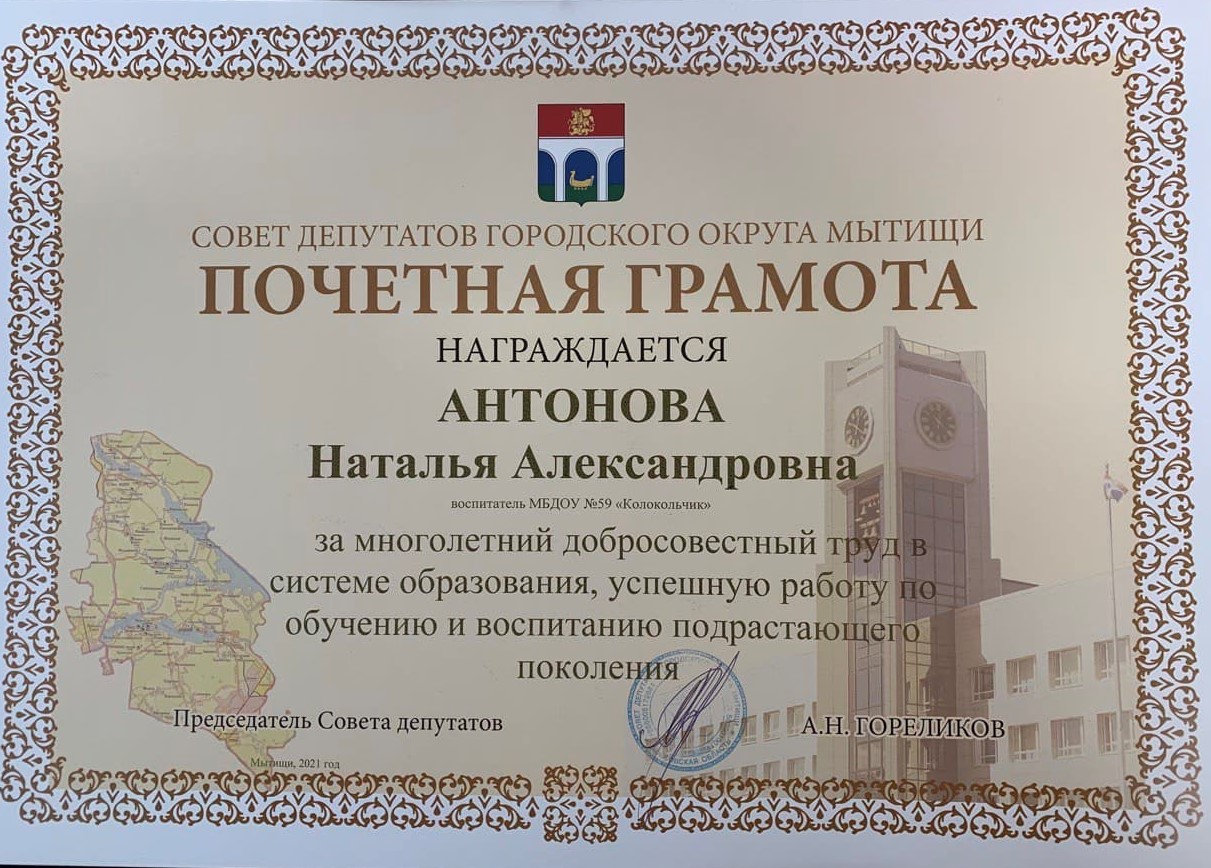 СОВЕТ ДЕПУТАТОВ ГОРОДСКОГО ОКРУГА МЫТИЩИ
ПОЧЕТНАЯ ГРАМОТА
НАГРАЖДАЕТСЯ
АНТОНОВА
Наталья Александровна
воспитатель МБДОУ №59 «Колокольчик»
за многолетний добросовестный труд в
системе образования, успешную работу по
обучению и воспитанию подрастающего
поколения
Председатель Совета депутатов
А.Н. ГОРЕЛИКОВ
Мытищи, 2021 год